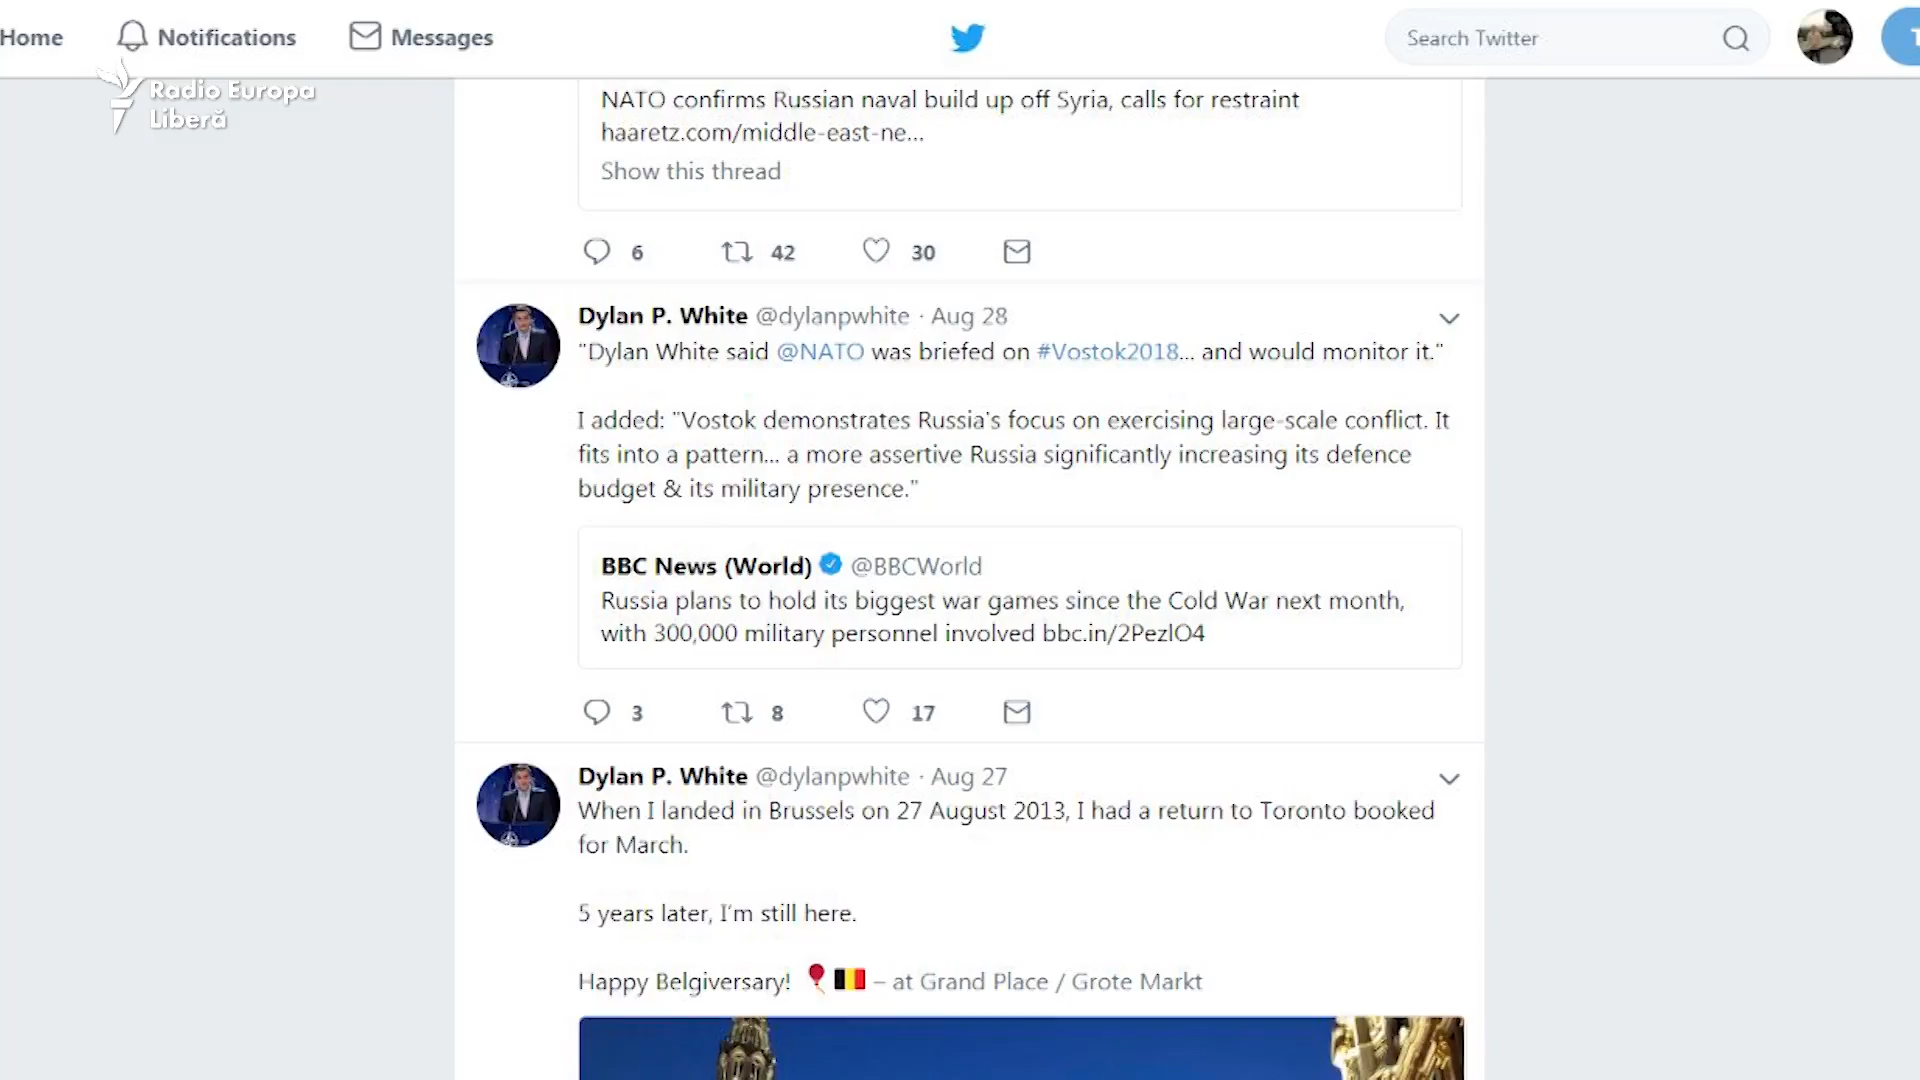 Home
Notifications
Messages
Search Twitter
Radio Europa
Liberă
NATO confirms Russian naval build up off Syria, calls for restraint
haaretz.com/middle-east-ne...
Show this thread
6 42 30
Dylan P. White @dylanpwhite · Aug 28
"Dylan White said @NATO was briefed on #Vostok2018... and would monitor it."
I added: "Vostok demonstrates Russia's focus on exercising large-scale conflict. It
fits into a pattern... a more assertive Russia significantly increasing its defence
budget & its military presence."
BBC News (World) @BBCWorld
Russia plans to hold its biggest war games since the Cold War next month,
with 300,000 military personnel involved bbc.in/2PezlO4
3 8 17
Dylan P. White @dylanpwhite · Aug 27
When I landed in Brussels on 27 August 2013, I had a return to Toronto booked
for March.
5 years later, I'm still here.
Happy Belgiversary! 🎈🇧🇪 – at Grand Place / Grote Markt